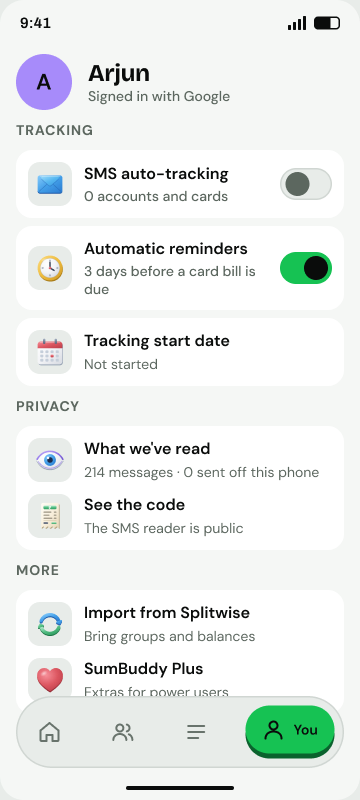 9:41
A
Arjun
Signed in with Google
TRACKING
SMS auto-tracking
0 accounts and cards
Automatic reminders
3 days before a card bill is
due
Tracking start date
Not started
PRIVACY
What we've read
214 messages · 0 sent off this phone
See the code
The SMS reader is public
MORE
Import from Splitwise
Bring groups and balances
SumBuddy Plus
Extras for power users
You